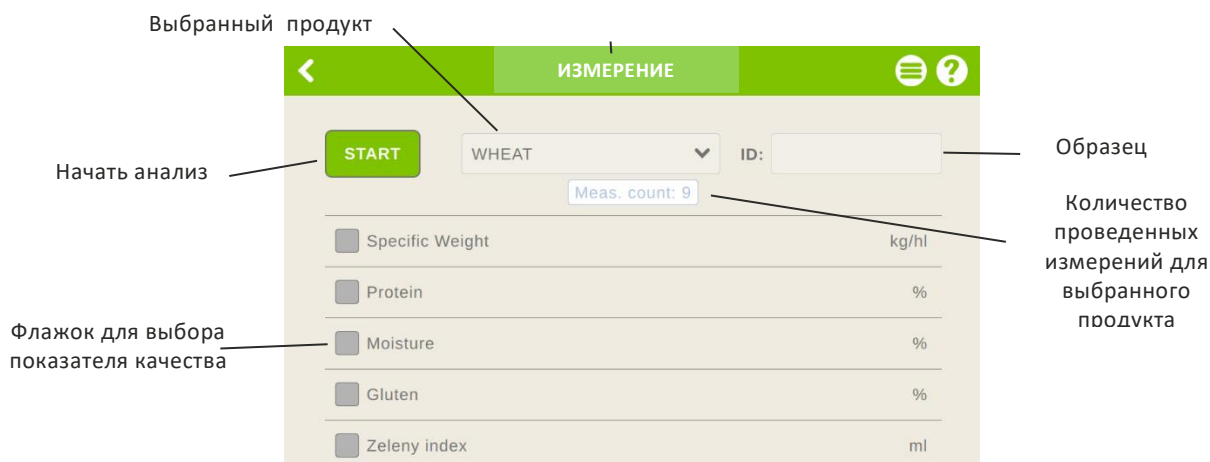 Выбранный продукт
ИЗМЕРЕНИЕ
START
WHEAT
ID:
Образец
Начать анализ
Meas. count: 9
Количество
проведенных
измерений для
выбранного
продукта
Specific Weight
kg/hl
Protein
%
Флажок для выбора
показателя качества
Moisture
%
Gluten
%
Zeleny index
ml